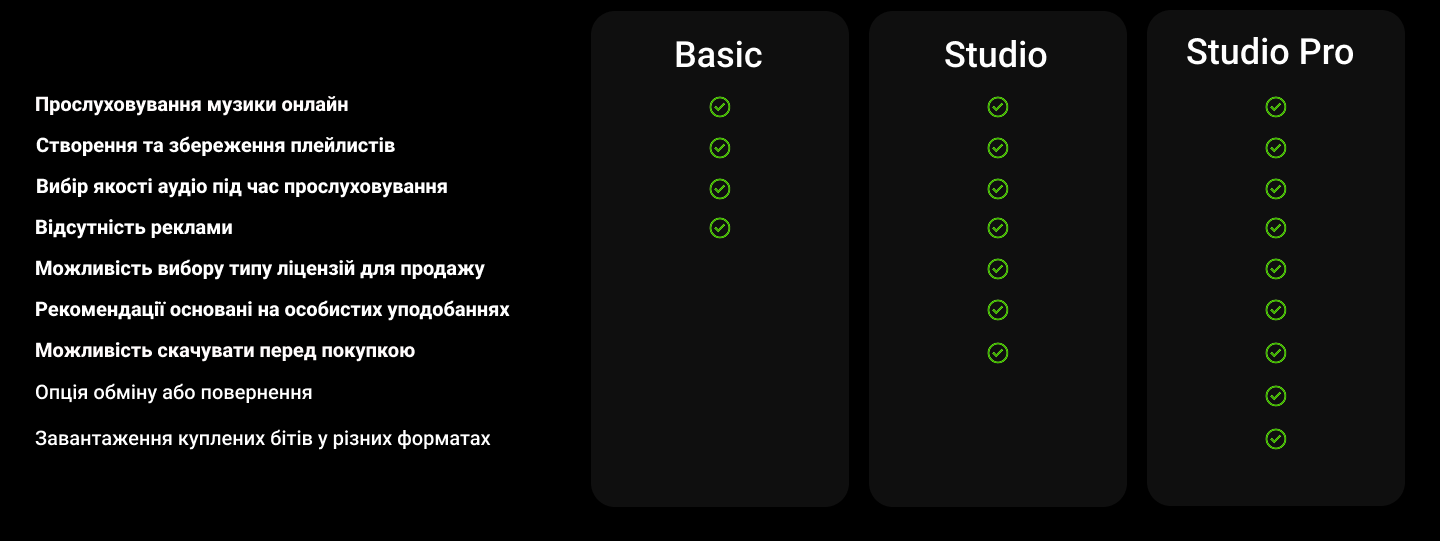 Basic
Studio
Studio Pro
Прослуховування музики онлайн
Створення та збереження плейлистів
Вибір якості аудіо під час прослуховування
Відсутність реклами
Можливість вибору типу ліцензій для продажу
Рекомендації основані на особистих уподобаннях
Можливість скачувати перед покупкою
Опція обміну або повернення
Завантаження куплених бітів у різних форматах